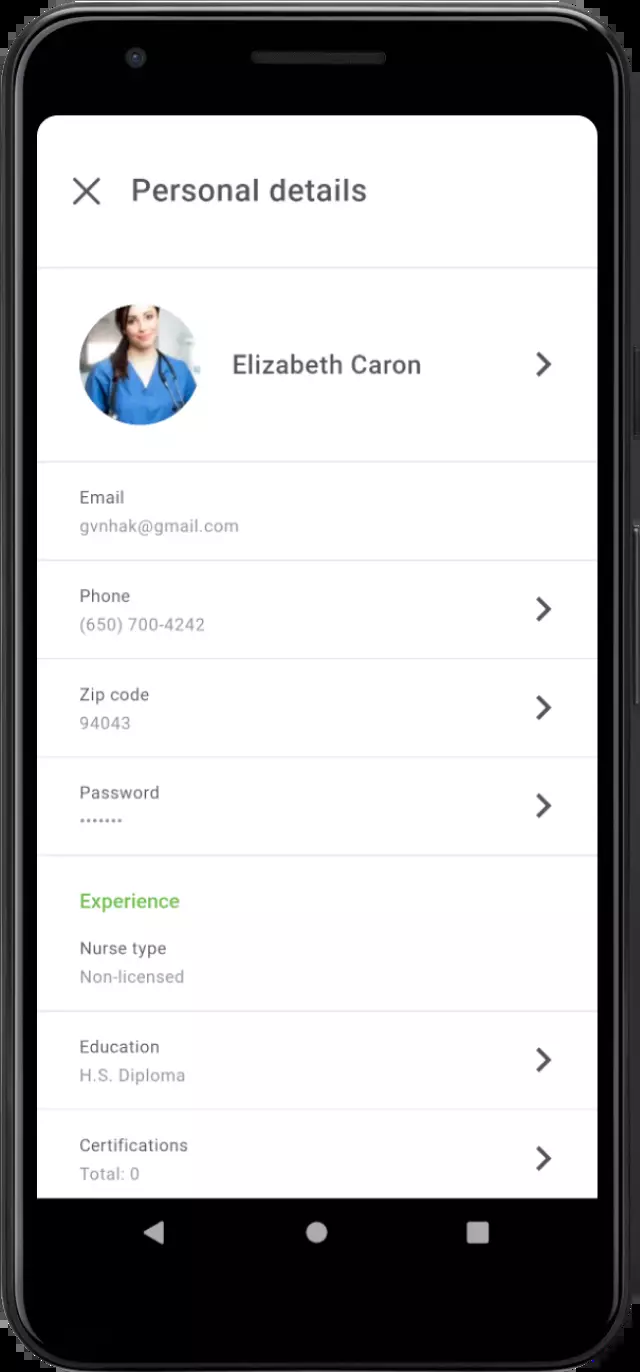 Personal details
Elizabeth Caron
Email
gvnhak@gmail.com
Phone
(650) 700-4242
Zip code
94043
Password
•••••••
Experience
Nurse type
Non-licensed
Education
H.S. Diploma
Certifications
Total: 0